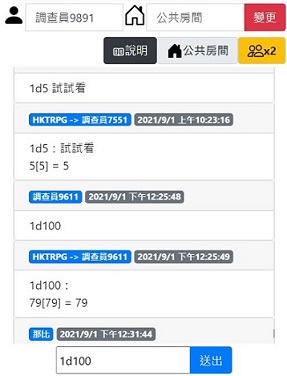 調查員9891 公共房間 變更
說明 公共房間 x2
1d5 試試看
HKTRPG -> 調查員7551 2021/9/1 上午10:23:16
1d5：試試看
5[5] = 5
調查員9611 2021/9/1 下午12:25:48
1d100
HKTRPG -> 調查員9611 2021/9/1 下午12:25:49
1d100：
79[79] = 79
那比 2021/9/1 下午12:31:44
1d100 送出